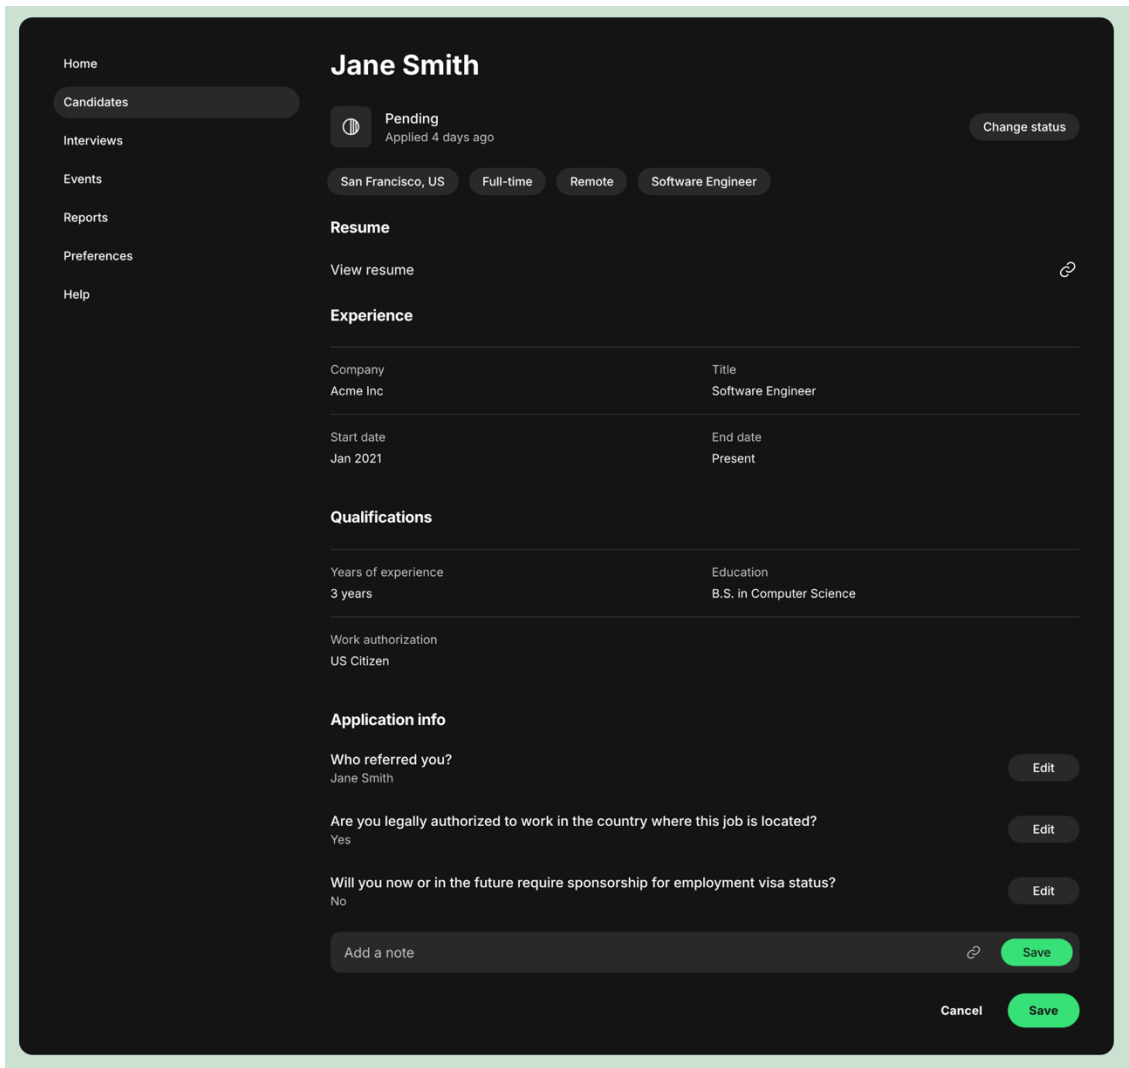 Home
Candidates
Interviews
Events
Reports
Preferences
Help
Jane Smith
Pending
Applied 4 days ago
Change status
San Francisco, US
Full-time
Remote
Software Engineer
Resume
View resume
Experience
Company
Acme Inc
Title
Software Engineer
Start date
Jan 2021
End date
Present
Qualifications
Years of experience
3 years
Education
B.S. in Computer Science
Work authorization
US Citizen
Application info
Who referred you?
Jane Smith
Edit
Are you legally authorized to work in the country where this job is located?
Yes
Edit
Will you now or in the future require sponsorship for employment visa status?
No
Edit
Add a note
Save
Cancel
Save